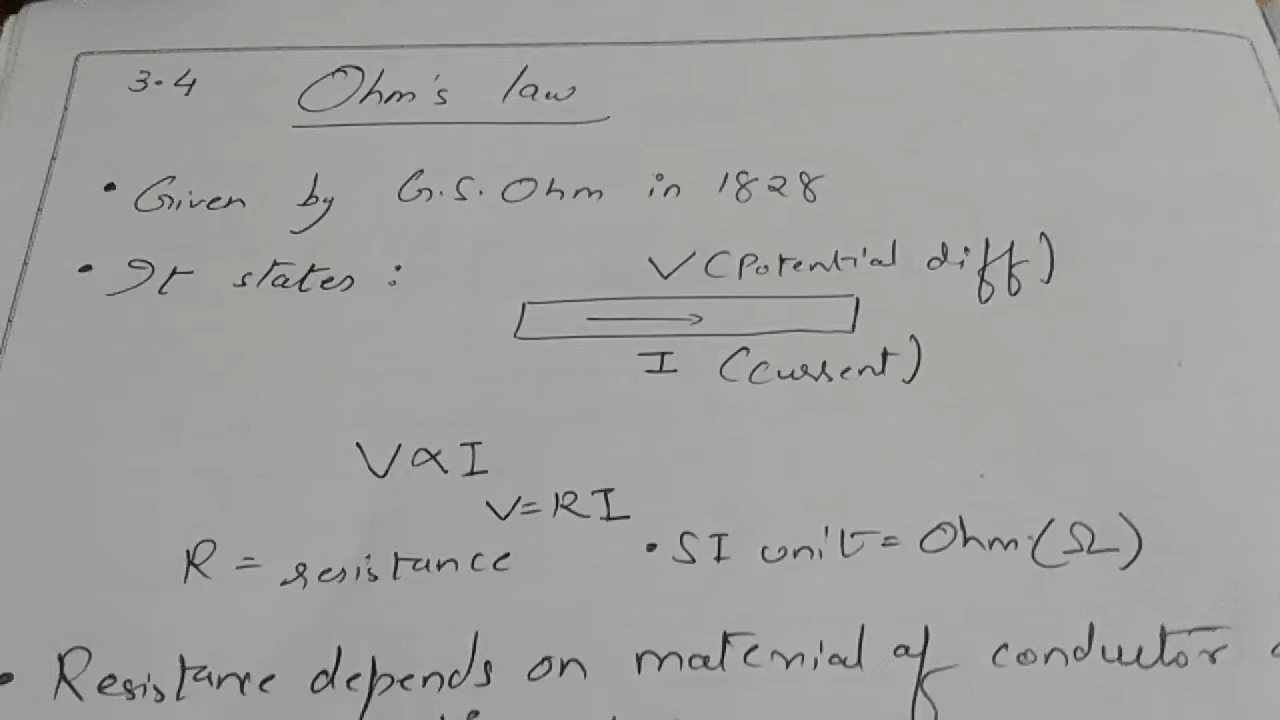 3.4 Ohm's law
• Given by G.S. Ohm in 1828
• It states :
V (Potential diff)
I (Current)
V ∝ I
V = RI
R = resistance
• SI unit = Ohm (Ω)
• Resistance depends on material of conductor